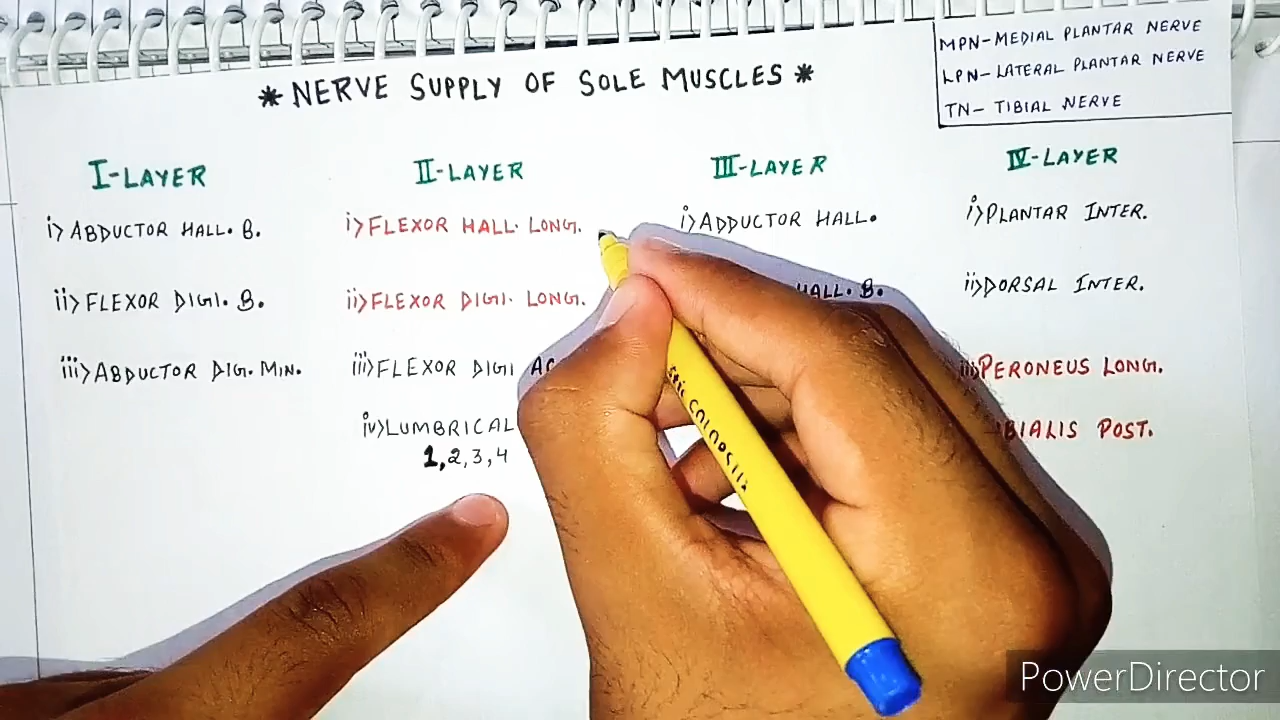 MPN-MEDIAL PLANTAR NERVE
LPN-LATERAL PLANTAR NERVE
TN- TIBIAL NERVE
* NERVE SUPPLY OF SOLE MUSCLES *
I-LAYER
i> ABDUCTOR HALL. B.
ii> FLEXOR DIGI. B.
iii> ABDUCTOR DIG. MIN.
II-LAYER
i> FLEXOR HALL. LONG.
ii> FLEXOR DIGI. LONG.
iii> FLEXOR DIGI
iv> LUMBRICAL
1,2,3,4
III-LAYER
i> ADDUCTOR HALL.
HALL. B.
IV-LAYER
i> PLANTAR INTER.
ii> DORSAL INTER.
PERONEUS LONG.
BIALIS POST.
PowerDirector